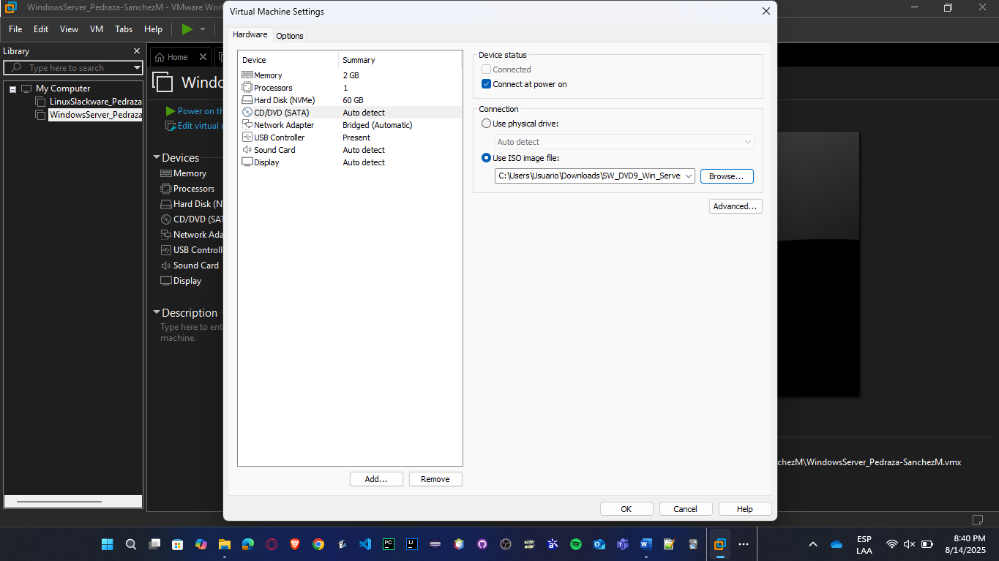 WindowsServer_Pedraza-SanchezM - VMware Work
File Edit View VM Tabs Help
Library
Type here to search
My Computer
LinuxSlackware_Pedraza
WindowsServer_Pedraza
Home
Windo
Power on th
Edit virtual
Devices
Memory
Processors
Hard Disk (N
CD/DVD (SAT
Network Ada
USB Controll
Sound Card
Display
Description
Type here to ent
machine.
Virtual Machine Settings
Hardware Options
Device Summary
Memory 2 GB
Processors 1
Hard Disk (NVMe) 60 GB
CD/DVD (SATA) Auto detect
Network Adapter Bridged (Automatic)
USB Controller Present
Sound Card Auto detect
Display Auto detect
Add... Remove
Device status
Connected
Connect at power on
Connection
Use physical drive:
Auto detect
Use ISO image file:
C:\Users\Usuario\Downloads\SW_DVD9_Win_Serve Browse...
Advanced...
OK Cancel Help
chezM\WindowsServer_Pedraza-SanchezM.vmx
ESP
LAA
8:40 PM
8/14/2025